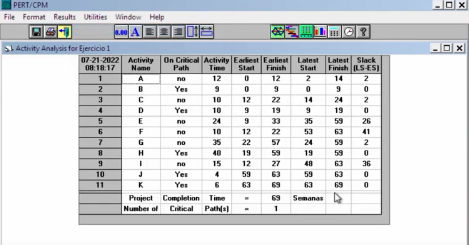 PERT/CPM
File Format Results Utilities Window Help
0.00 A
Activity Analysis for Ejercicio 1
07-21-2022 08:18:17 Activity Name On Critical Path Activity Time Earliest Start Earliest Finish Latest Start Latest Finish Slack (LS-ES)
1 A no 12 0 12 2 14 2
2 B Yes 9 0 9 0 9 0
3 C no 10 12 22 14 24 2
4 D Yes 10 9 19 9 19 0
5 E no 24 9 33 35 59 26
6 F no 10 12 22 53 63 41
7 G no 35 22 57 24 59 2
8 H Yes 40 19 59 19 59 0
9 I no 15 12 27 48 63 36
10 J Yes 4 59 63 59 63 0
11 K Yes 6 63 69 63 69 0
Project Completion Time = 69 Semanas
Number of Critical Path(s) = 1